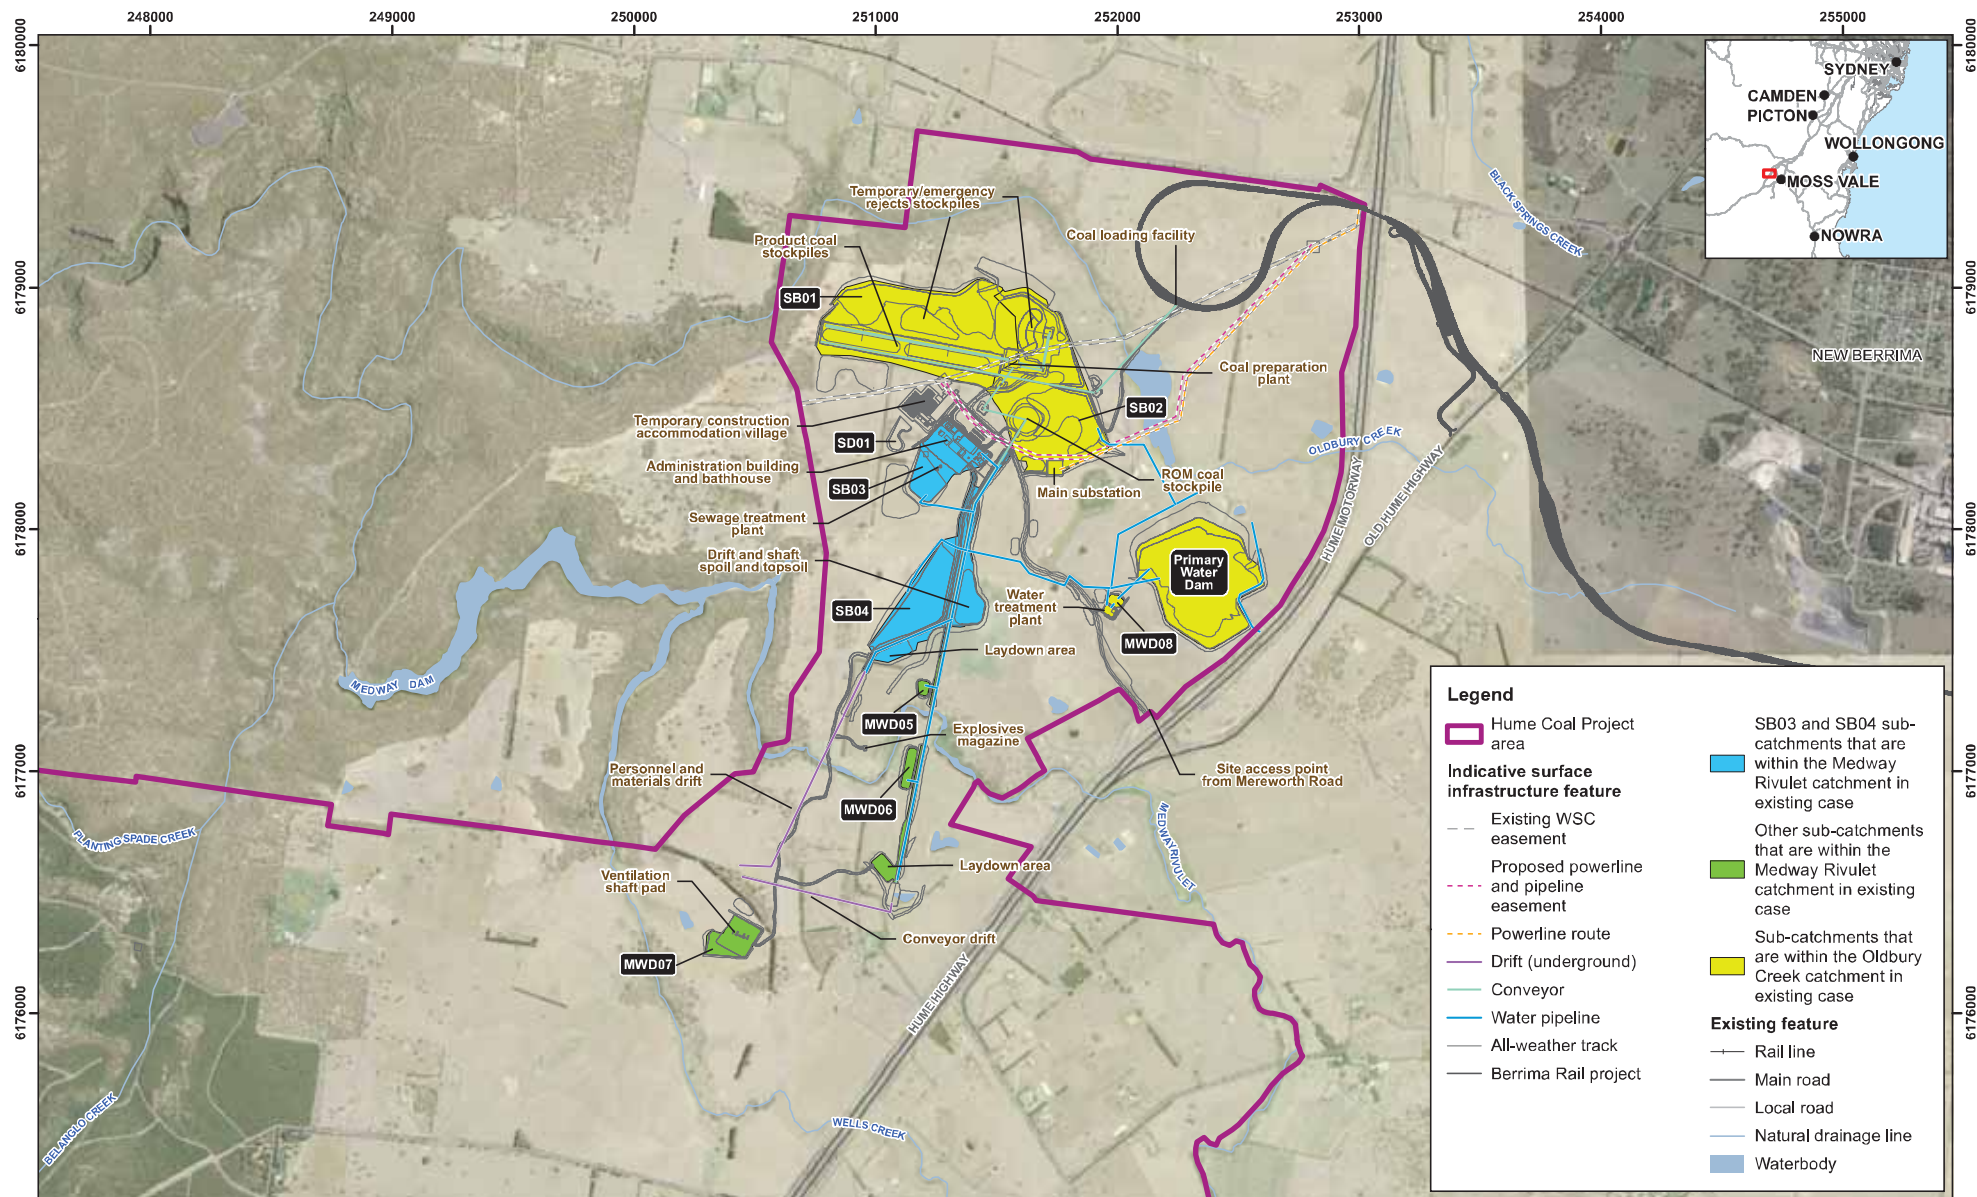 248000
249000
250000
251000
252000
253000
254000
255000
6180000
6179000
6178000
6177000
6176000
6180000
6179000
6178000
6177000
6176000
SYDNEY
CAMDEN
PICTON
WOLLONGONG
MOSS VALE
NOWRA
BLACK SPRINGS CREEK
NEW BERRIMA
Temporary/emergency
rejects stockpiles
Product coal
stockpiles
Coal loading facility
SB01
Coal preparation
plant
SB02
Temporary construction
accommodation village
SD01
OLDBURY CREEK
Administration building
and bathhouse
SB03
ROM coal
stockpile
Main substation
Sewage treatment
plant
HUME MOTORWAY
OLD HUME HIGHWAY
Drift and shaft
spoil and topsoil
Primary
Water
Dam
SB04
Water
treatment
plant
MWD08
Laydown area
MEDWAY DAM
MWD05
Explosives
magazine
Personnel and
materials drift
Site access point
from Mereworth Road
MWD06
MEDWAY RIVULET
PLANTING SPADE CREEK
Laydown area
Ventilation
shaft pad
Conveyor drift
MWD07
HUME HIGHWAY
BELANGLO CREEK
WELLS CREEK
Legend
Hume Coal Project
area
Indicative surface
infrastructure feature
Existing WSC
easement
Proposed powerline
and pipeline
easement
Powerline route
Drift (underground)
Conveyor
Water pipeline
All-weather track
Berrima Rail project
SB03 and SB04 sub-
catchments that are
within the Medway
Rivulet catchment in
existing case
Other sub-catchments
that are within the
Medway Rivulet
catchment in existing
case
Sub-catchments that
are within the Oldbury
Creek catchment in
existing case
Existing feature
Rail line
Main road
Local road
Natural drainage line
Waterbody